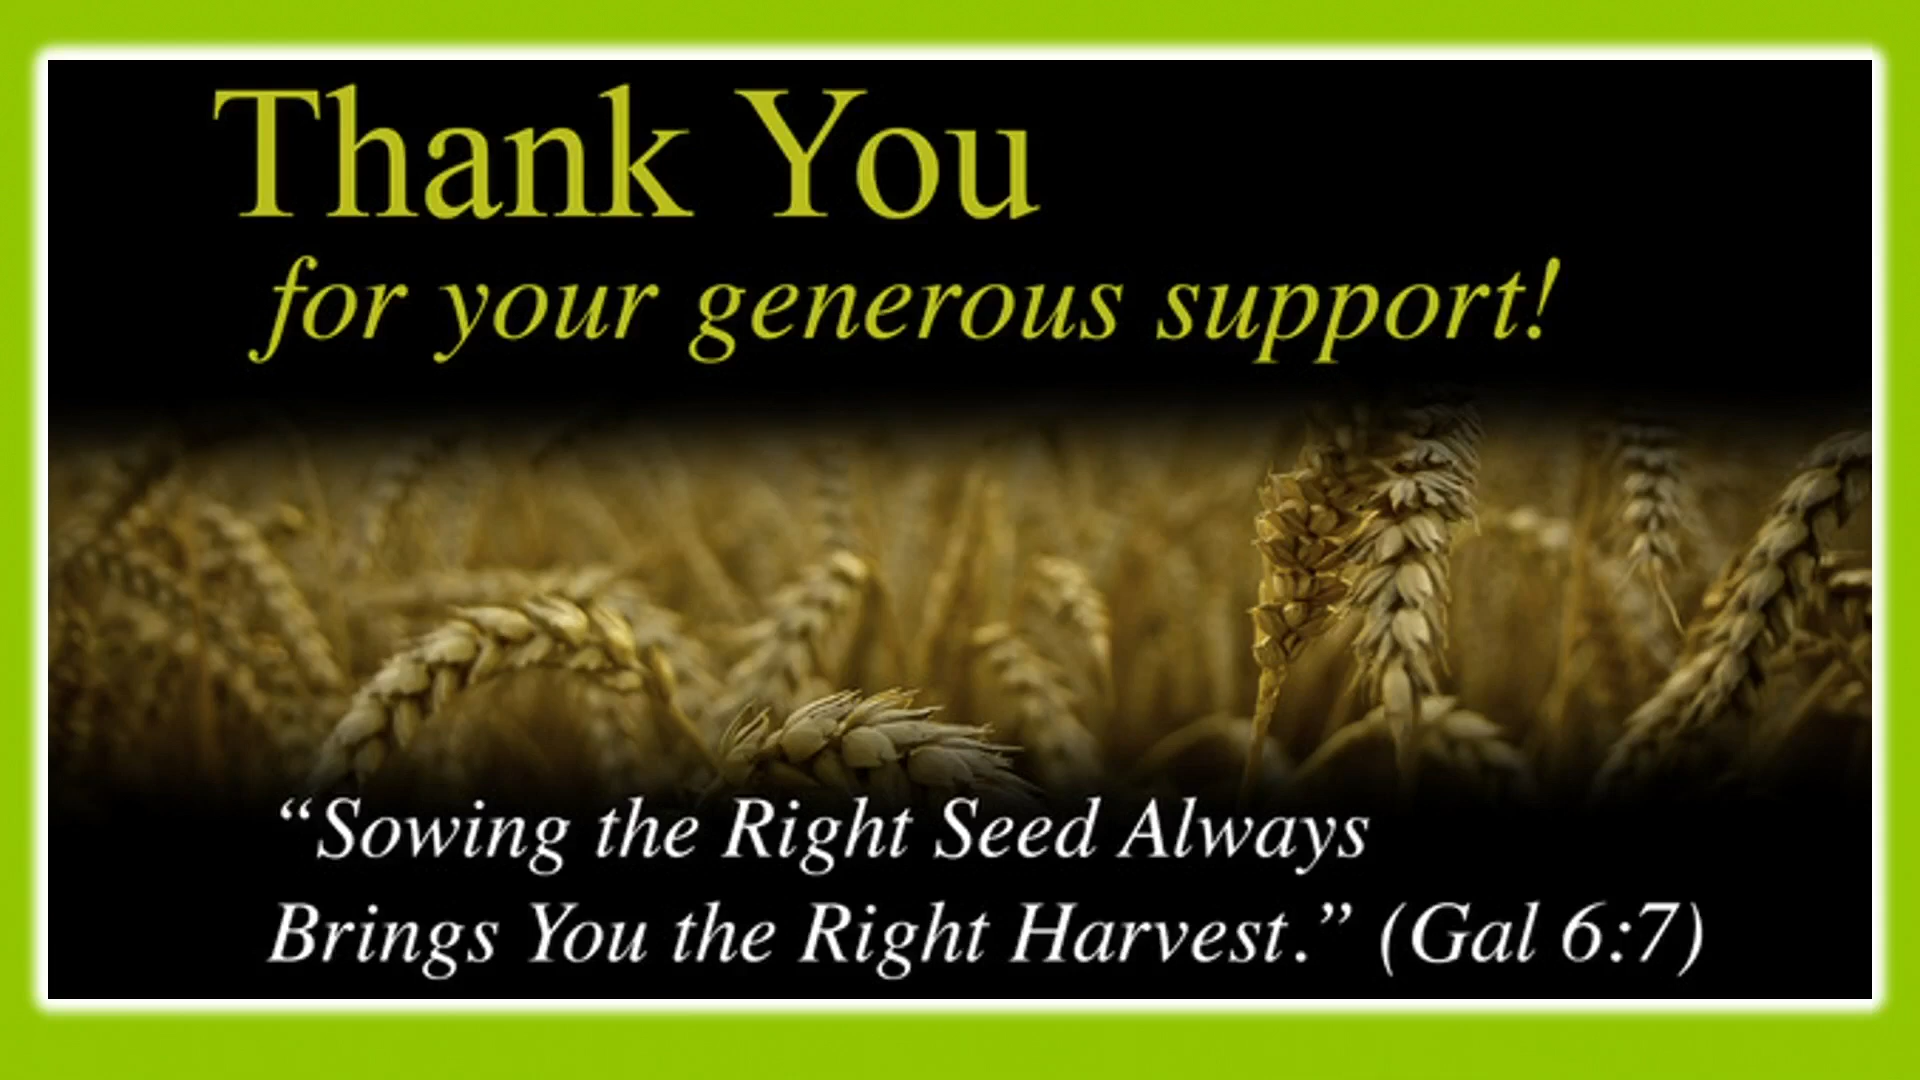 Thank You
for your generous support!
“Sowing the Right Seed Always
Brings You the Right Harvest.” (Gal 6:7)